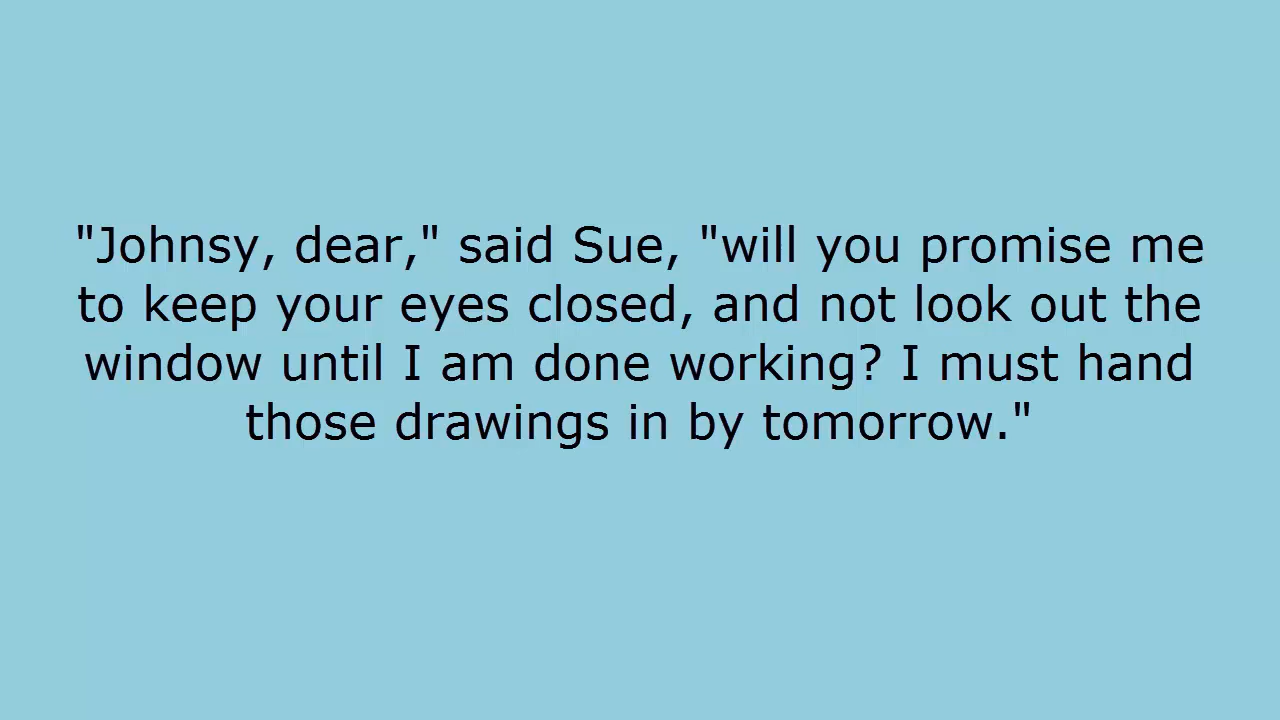 "Johnsy, dear," said Sue, "will you promise me
to keep your eyes closed, and not look out the
window until I am done working? I must hand
those drawings in by tomorrow."